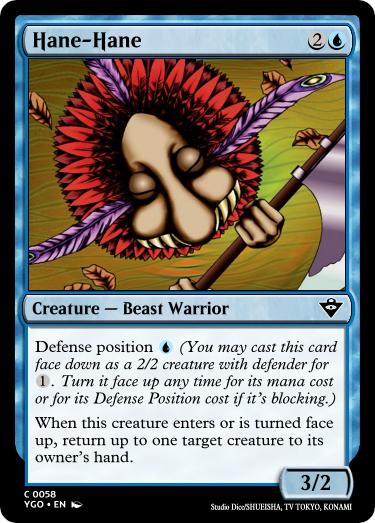 Hane-Hane 2
Creature — Beast Warrior
Defense position (You may cast this card
face down as a 2/2 creature with defender for
1. Turn it face up any time for its mana cost
or for its Defense Position cost if it's blocking.)
When this creature enters or is turned face
up, return up to one target creature to its
owner's hand.
3/2
C 0058
YGO • EN
Studio Dice/SHUEISHA, TV TOKYO, KONAMI